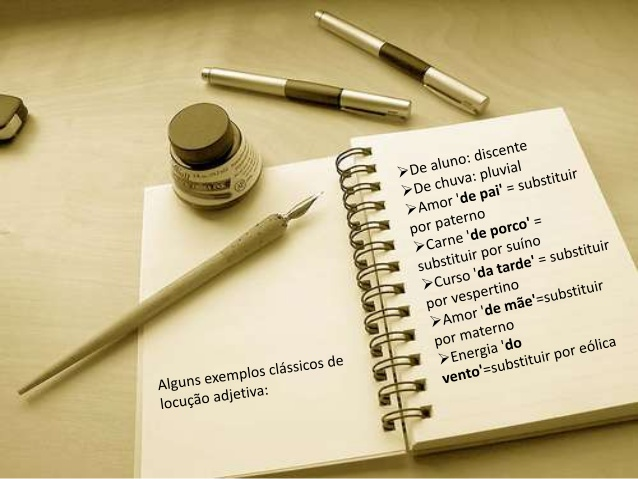 Alguns exemplos clássicos de
locução adjetiva:
➢De aluno: discente
➢De chuva: pluvial
➢Amor 'de pai' = substituir
por paterno
➢Carne 'de porco' =
substituir por suíno
➢Curso 'da tarde' = substituir
por vespertino
➢Amor 'de mãe'=substituir
por materno
➢Energia 'do
vento'=substituir por eólica